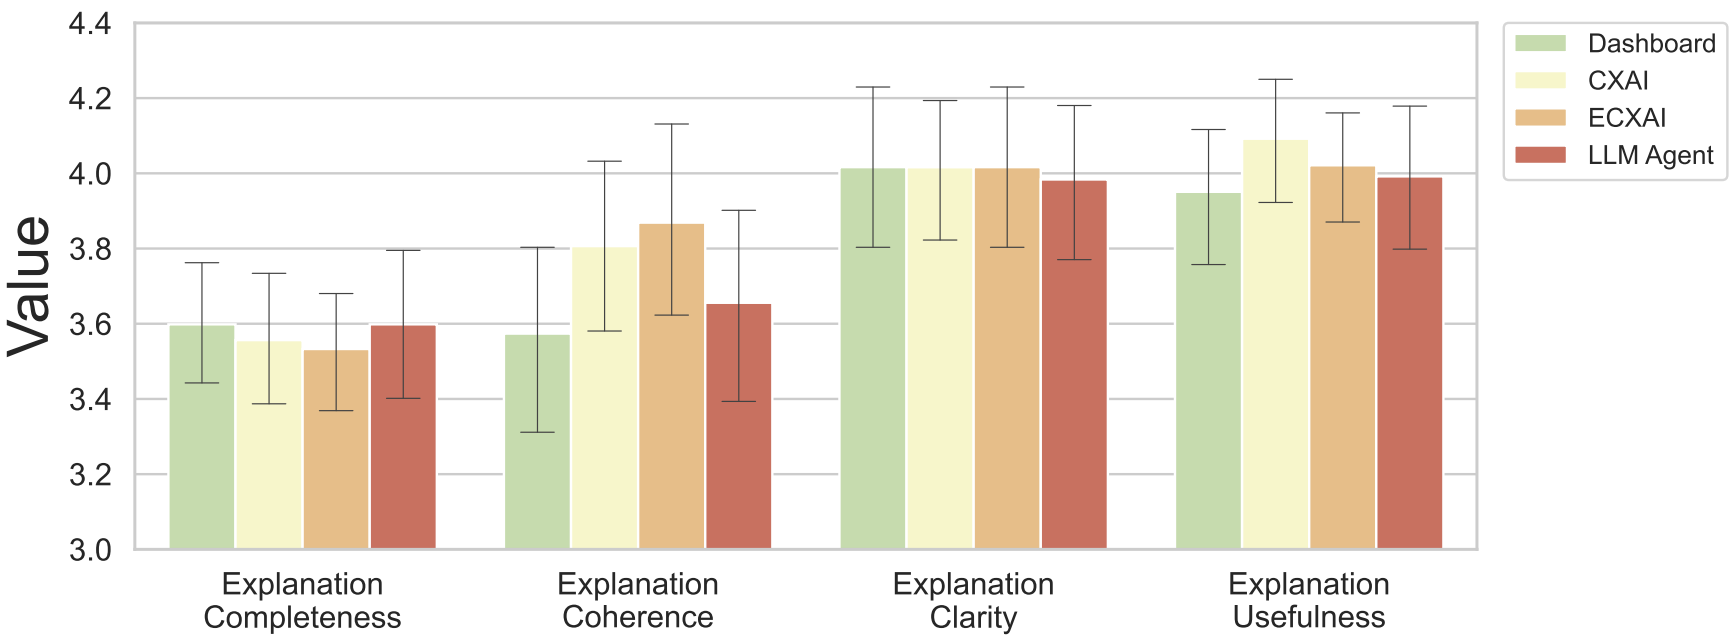 Value
4.4
4.2
4.0
3.8
3.6
3.4
3.2
3.0
Explanation
Completeness
Explanation
Coherence
Explanation
Clarity
Explanation
Usefulness
Dashboard
CXAI
ECXAI
LLM Agent